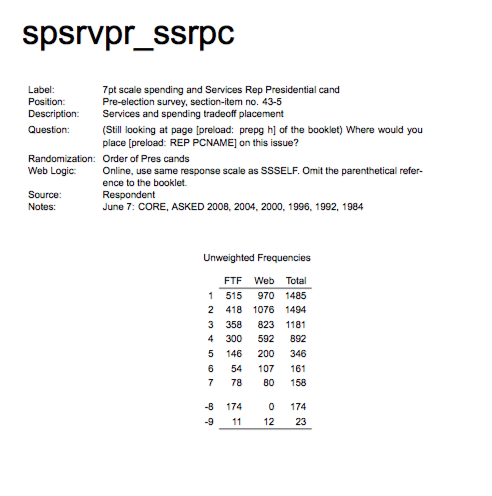 spsrvpr_ssrpc
Label: 7pt scale spending and Services Rep Presidential cand
Position: Pre-election survey, section-item no. 43-5
Description: Services and spending tradeoff placement
Question: (Still looking at page [preload: prepg h] of the booklet) Where would you
place [preload: REP PCNAME] on this issue?
Randomization: Order of Pres cands
Web Logic: Online, use same response scale as SSSELF. Omit the parenthetical refer-
ence to the booklet.
Source: Respondent
Notes: June 7: CORE, ASKED 2008, 2004, 2000, 1996, 1992, 1984
Unweighted Frequencies
FTF Web Total
1 515 970 1485
2 418 1076 1494
3 358 823 1181
4 300 592 892
5 146 200 346
6 54 107 161
7 78 80 158
-8 174 0 174
-9 11 12 23